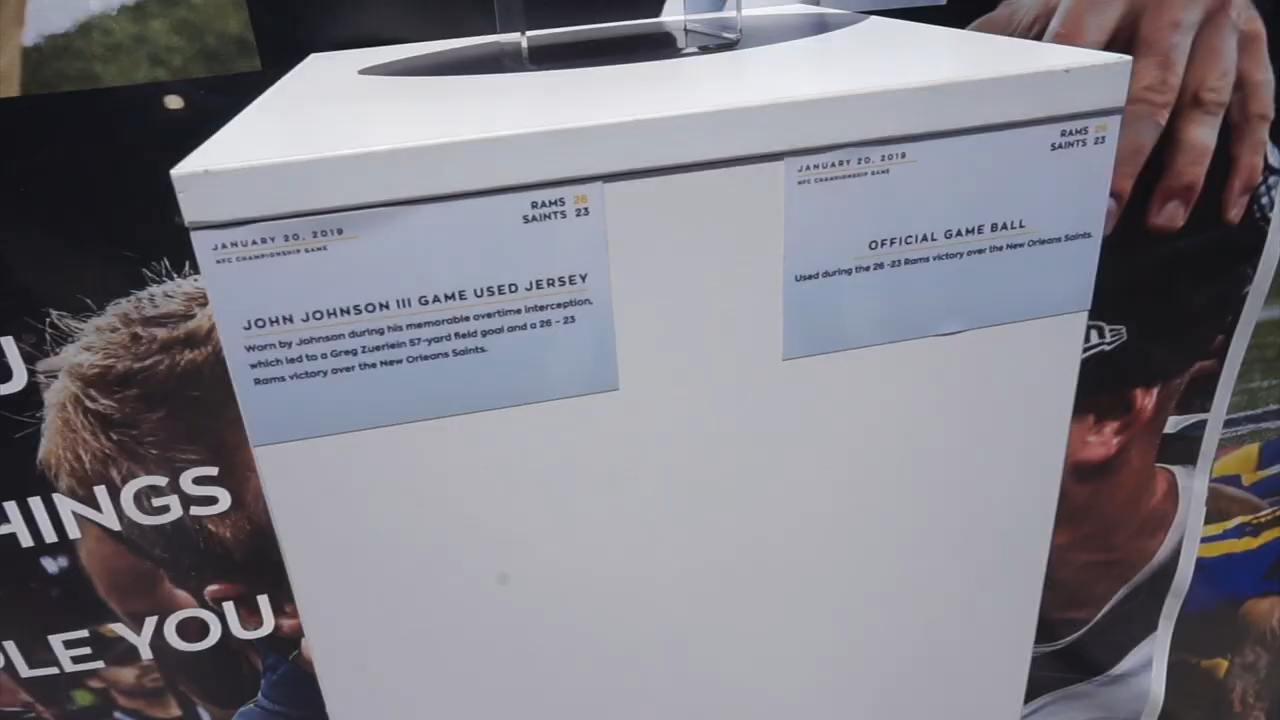 JANUARY 20, 2019
NFC CHAMPIONSHIP GAME
RAMS 26
SAINTS 23
JOHN JOHNSON III GAME USED JERSEY
Worn by Johnson during his memorable overtime interception,
which led to a Greg Zuerlein 57-yard field goal and a 26 - 23
Rams victory over the New Orleans Saints.
JANUARY 20, 2019
NFC CHAMPIONSHIP GAME
RAMS 26
SAINTS 23
OFFICIAL GAME BALL
Used during the 26 -23 Rams victory over the New Orleans Saints.
HINGS
PLE YOU